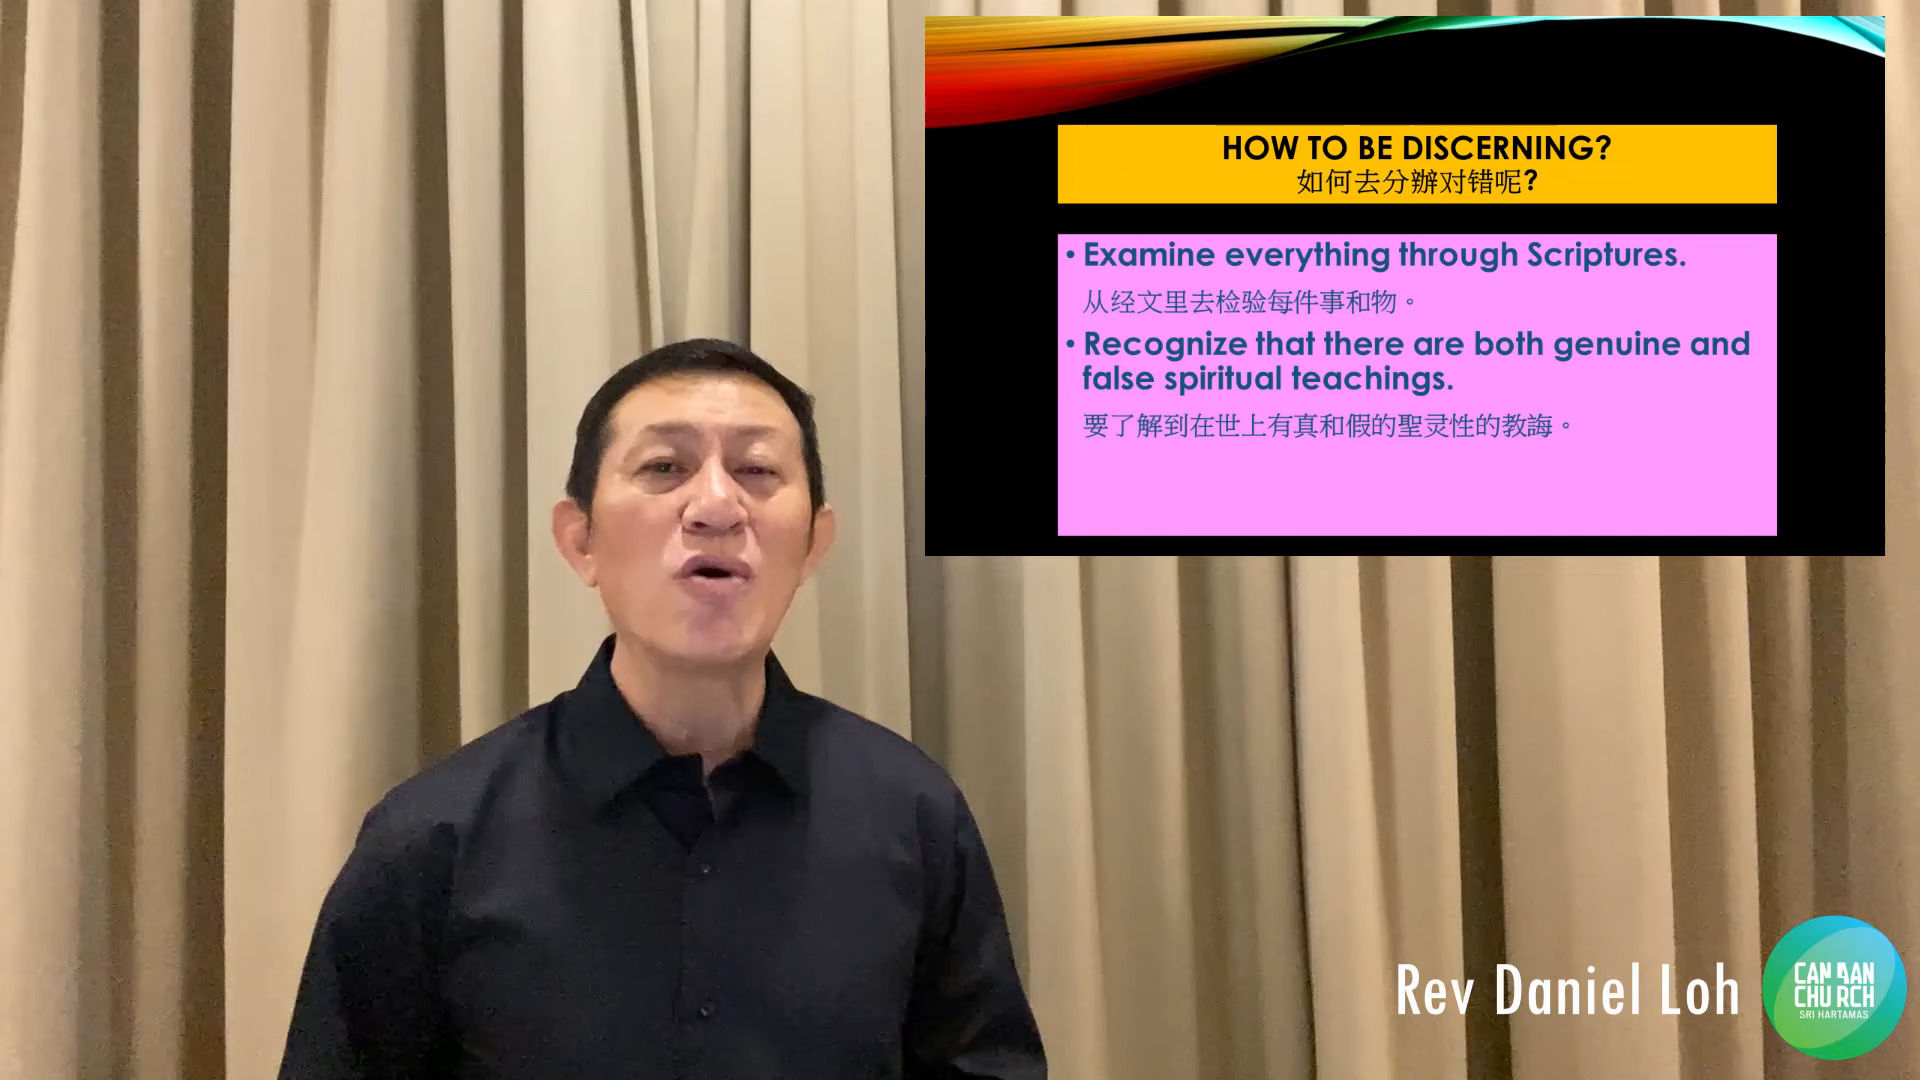 HOW TO BE DISCERNING?
如何去分辦对错呢?
• Examine everything through Scriptures.
从经文里去检验每件事和物。
• Recognize that there are both genuine and
false spiritual teachings.
要了解到在世上有真和假的聖灵性的教誨。
Rev Daniel Loh
CANAAN
CHURCH
SRI HARTAMAS